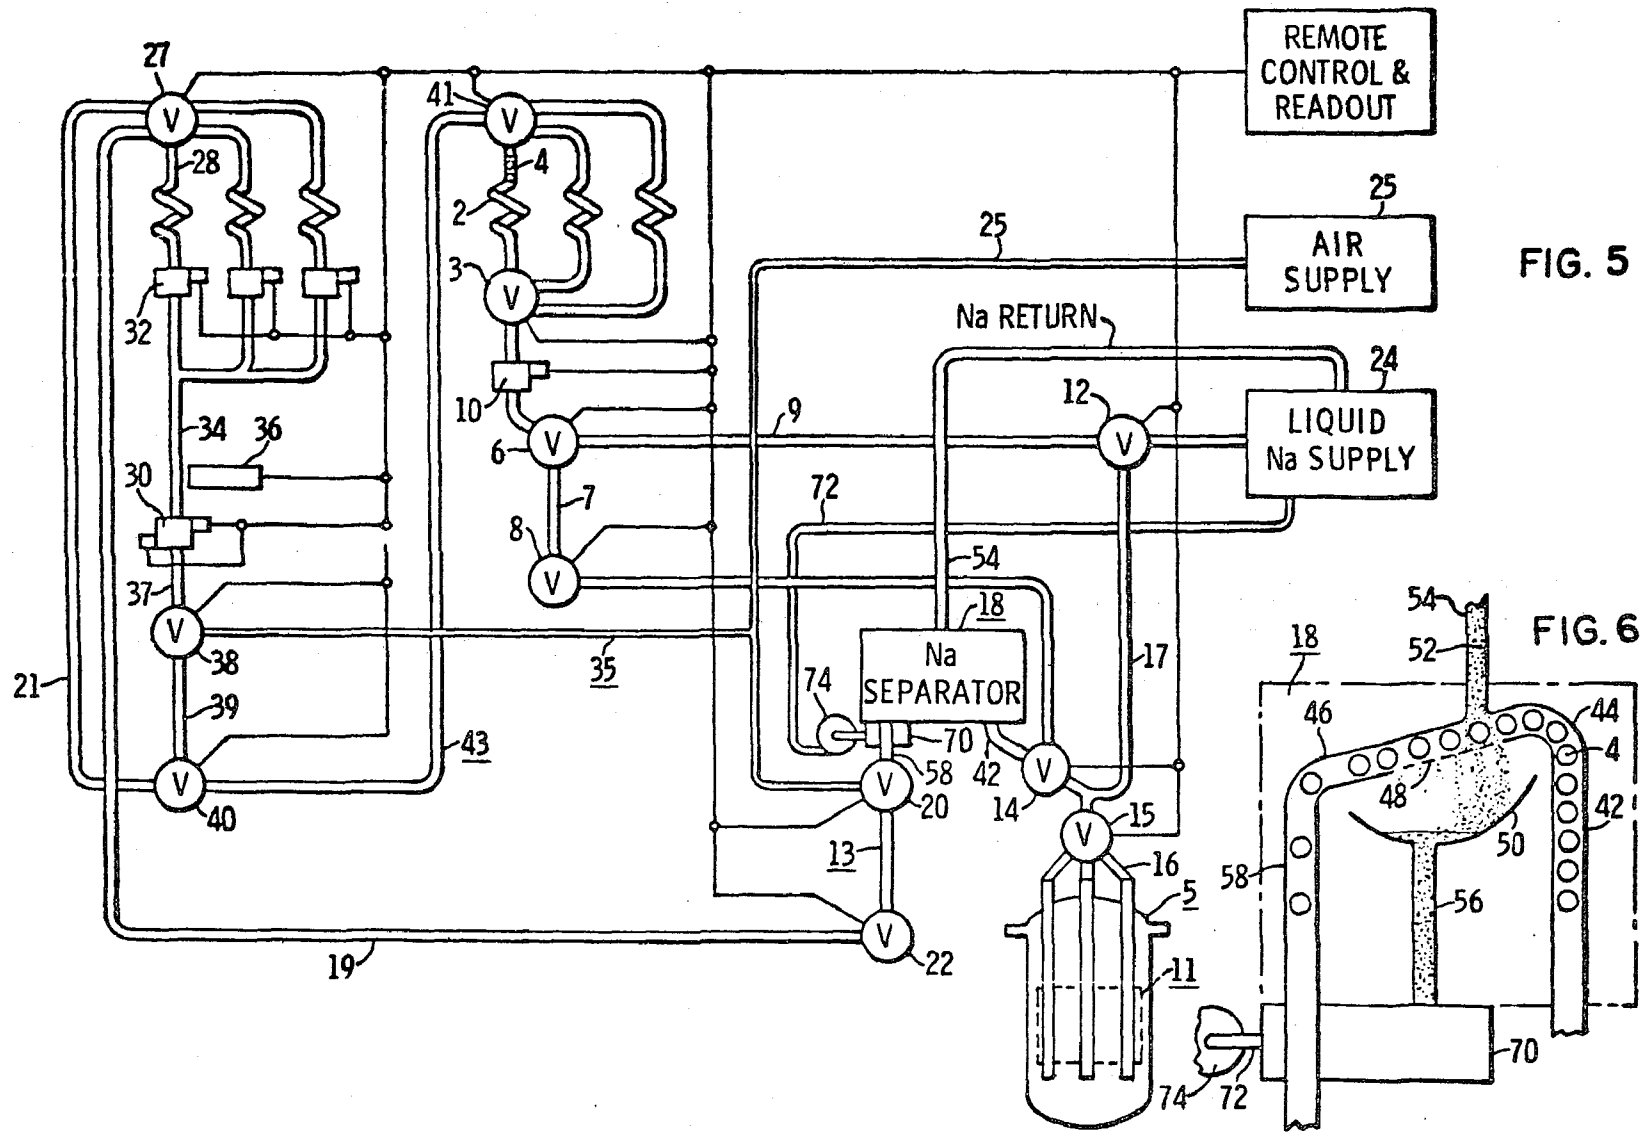 27
41
REMOTE
CONTROL &
READOUT
V
V
28
4
2
25
25
AIR
SUPPLY
FIG. 5
3
V
32
Na RETURN
24
12
10
9
LIQUID
Na SUPPLY
34
36
6
V
V
30
72
7
8
54
V
18
37
54
FIG. 6
V
38
35
Na
SEPARATOR
17
18
52
21
39
74
46
44
43
70
4
V
40
58
42
V
14
48
V
20
15
42
50
13
V
16
58
56
5
V
22
19
11
70
74
72